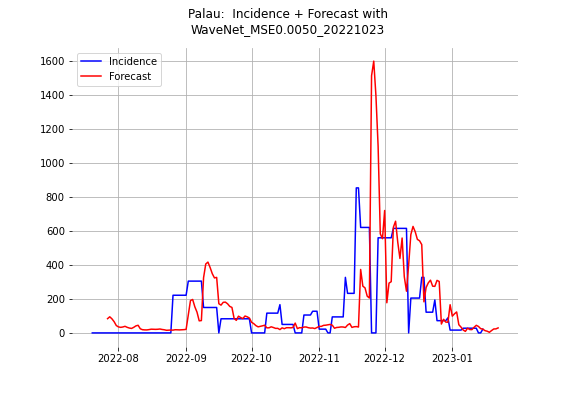 Palau:  Incidence + Forecast with
WaveNet_MSE0.0050_20221023
Incidence
Forecast
1600
1400
1200
1000
800
600
400
200
0
2022-08 2022-09 2022-10 2022-11 2022-12 2023-01